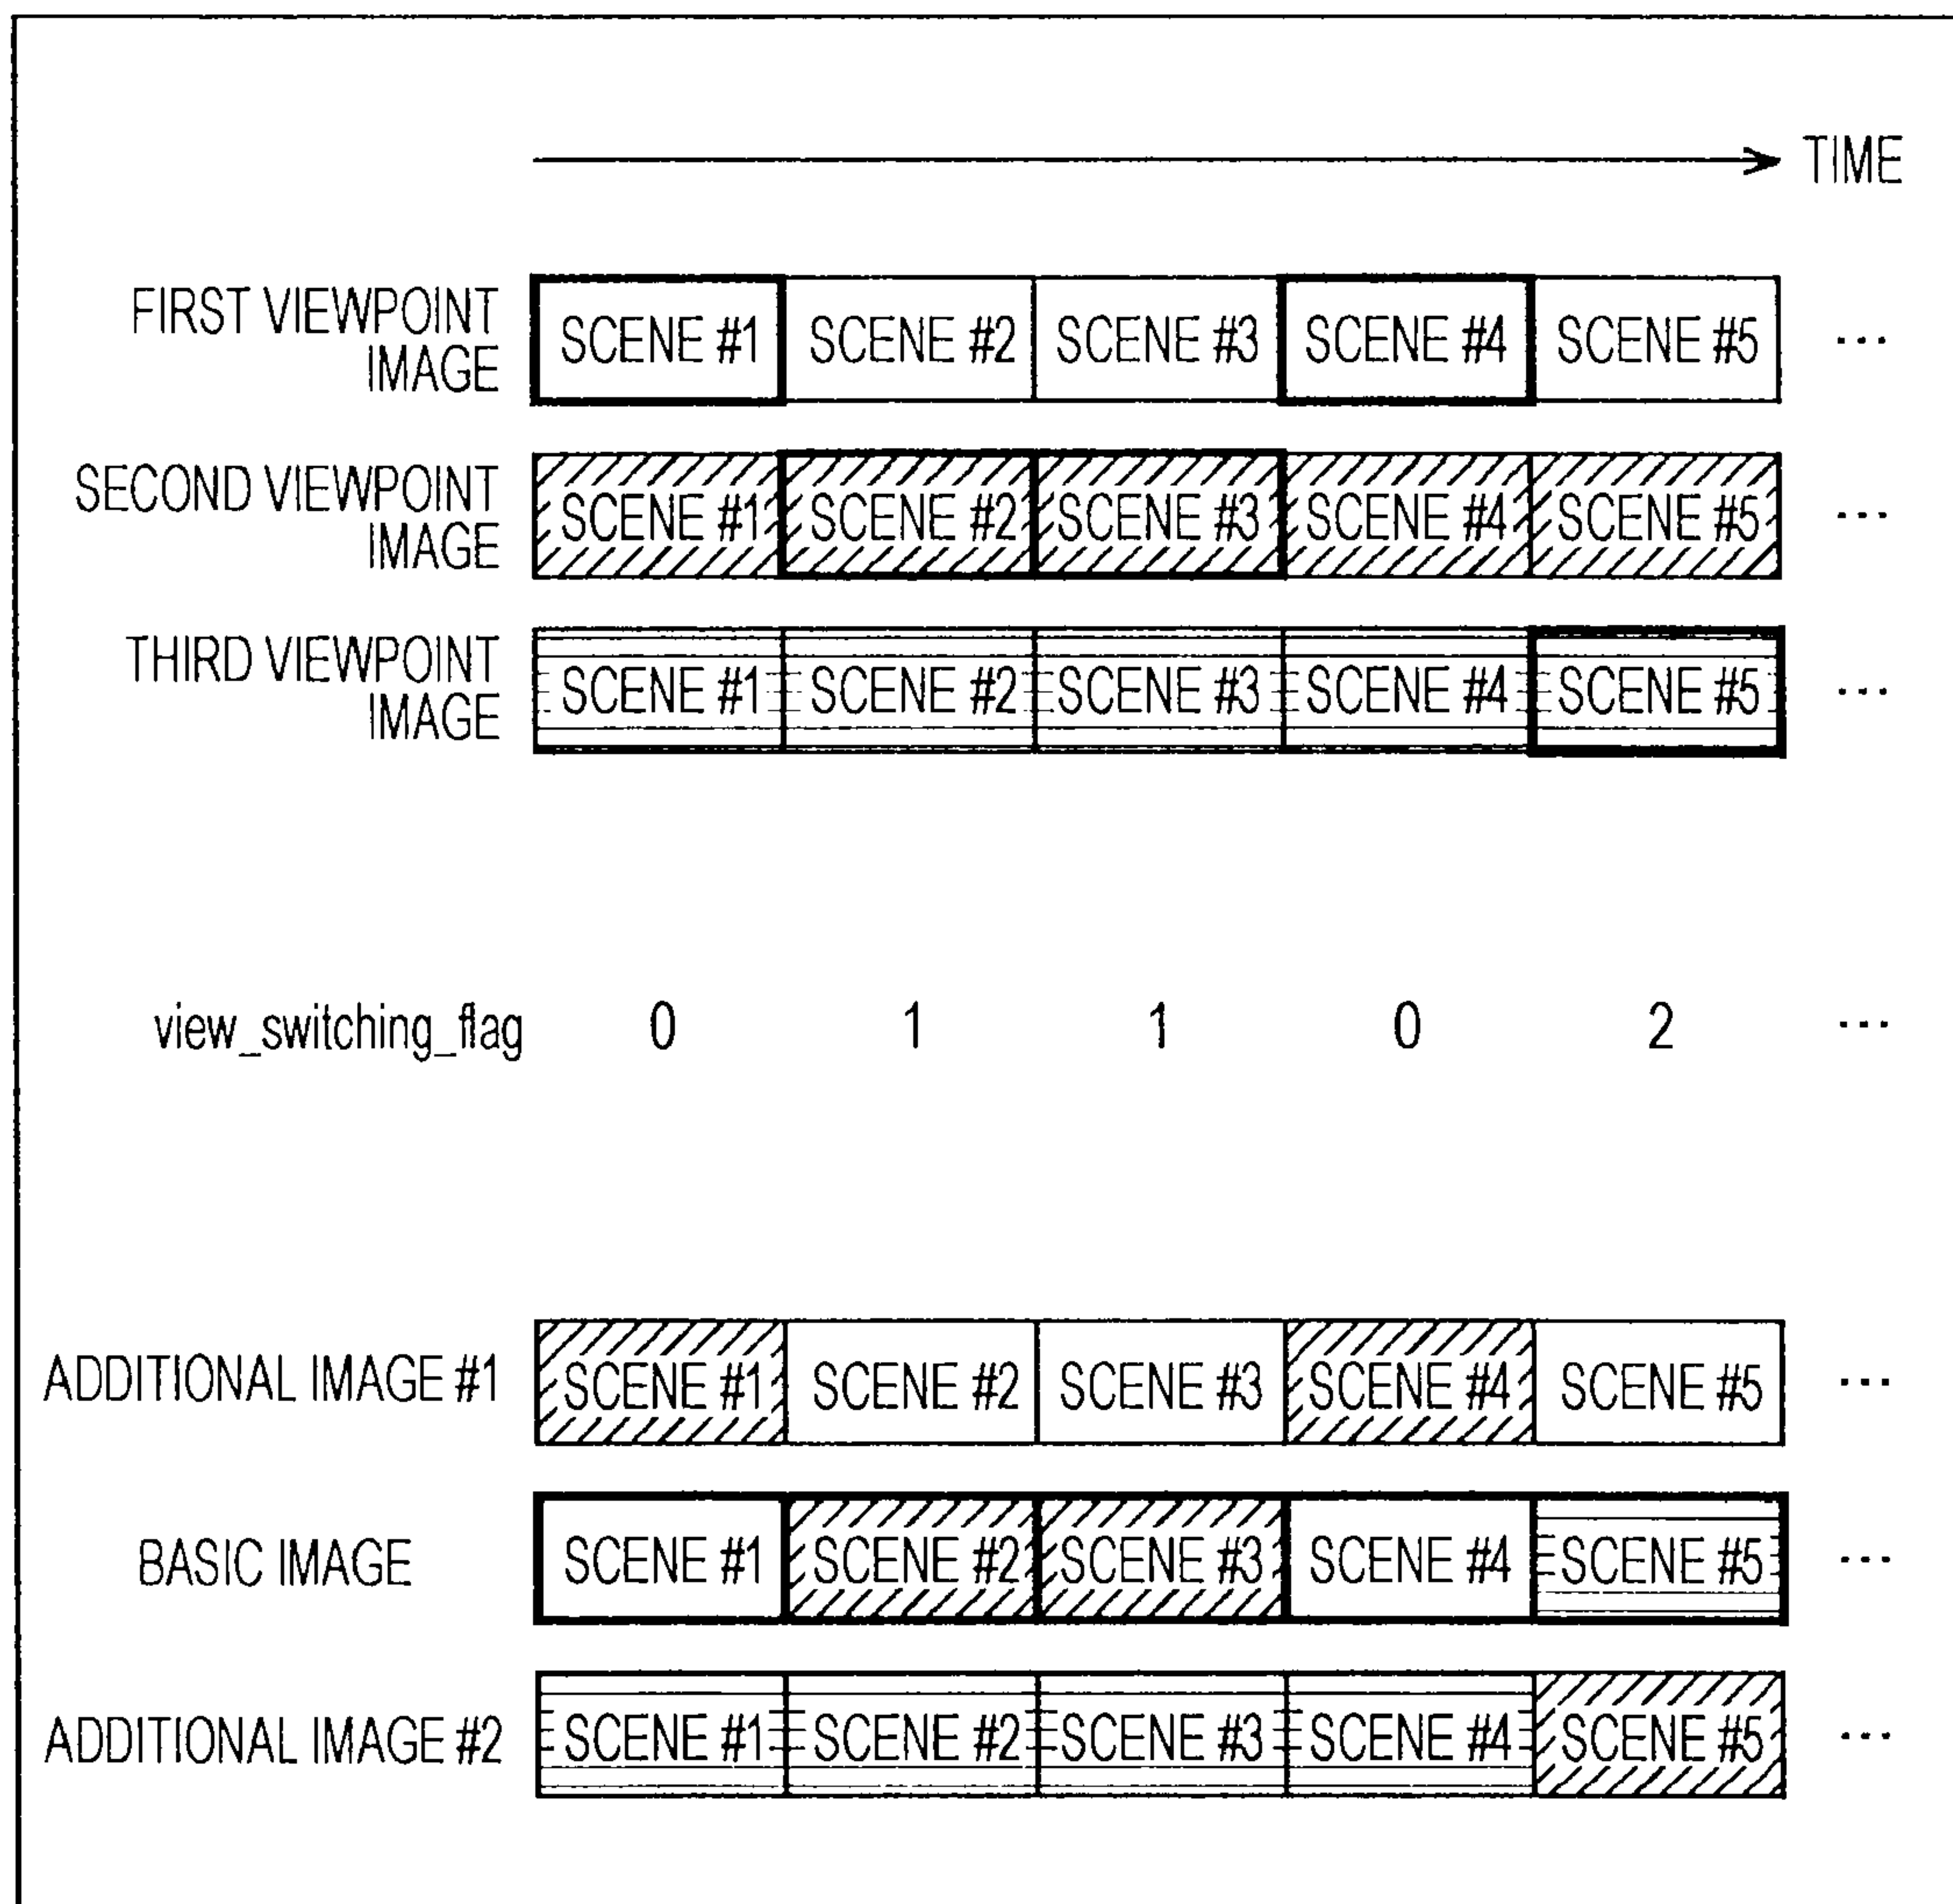 TIME
FIRST VIEWPOINT
IMAGE
SCENE #1 SCENE #2 SCENE #3 SCENE #4 SCENE #5 ...
SECOND VIEWPOINT
IMAGE
SCENE #1 SCENE #2 SCENE #3 SCENE #4 SCENE #5 ...
THIRD VIEWPOINT
IMAGE
SCENE #1 SCENE #2 SCENE #3 SCENE #4 SCENE #5 ...
view_switching_flag 0 1 1 0 2 ...
ADDITIONAL IMAGE #1 SCENE #1 SCENE #2 SCENE #3 SCENE #4 SCENE #5 ...
BASIC IMAGE SCENE #1 SCENE #2 SCENE #3 SCENE #4 SCENE #5 ...
ADDITIONAL IMAGE #2 SCENE #1 SCENE #2 SCENE #3 SCENE #4 SCENE #5 ...